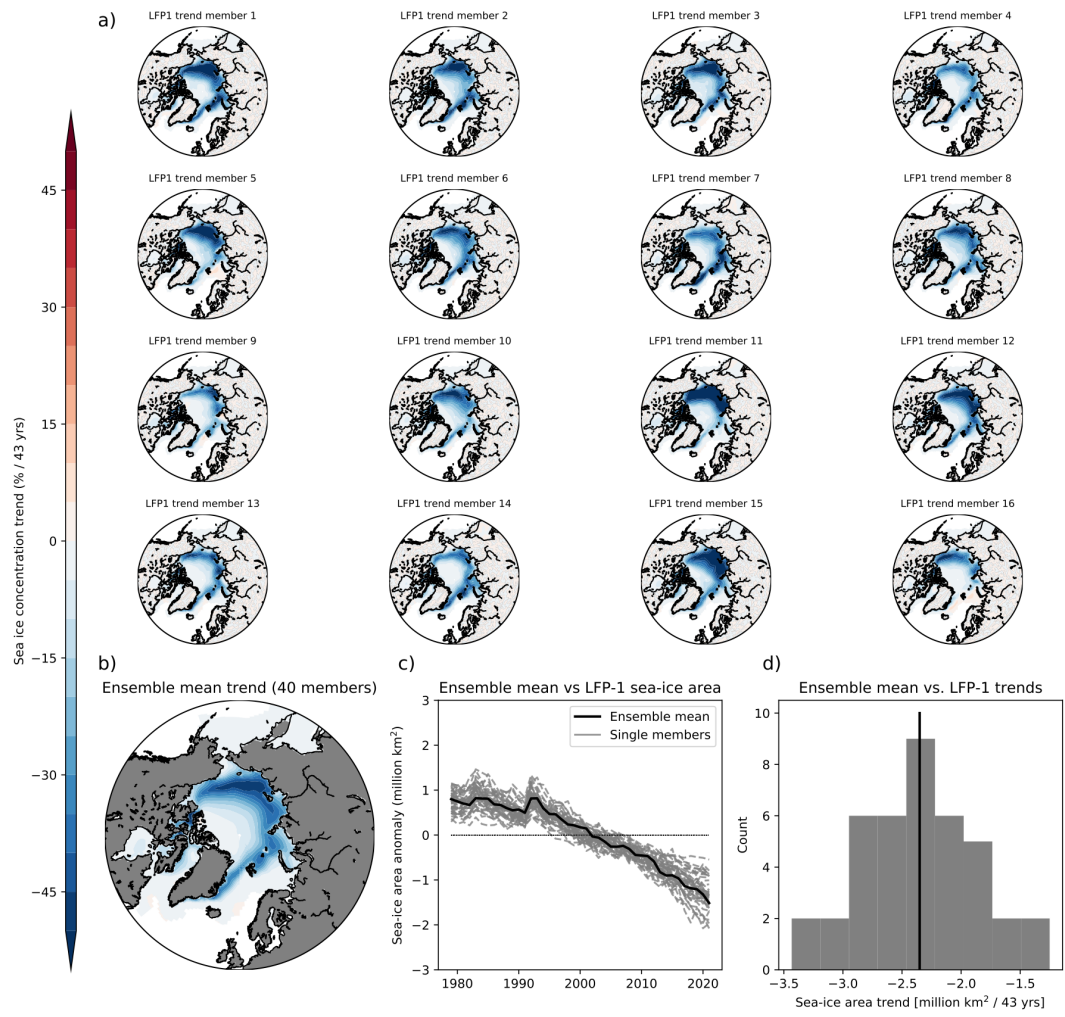 a)
LFP1 trend member 1
LFP1 trend member 2
LFP1 trend member 3
LFP1 trend member 4
LFP1 trend member 5
LFP1 trend member 6
LFP1 trend member 7
LFP1 trend member 8
LFP1 trend member 9
LFP1 trend member 10
LFP1 trend member 11
LFP1 trend member 12
LFP1 trend member 13
LFP1 trend member 14
LFP1 trend member 15
LFP1 trend member 16
Sea ice concentration trend (% / 43 yrs)
45
30
15
0
−15
−30
−45
b)
Ensemble mean trend (40 members)
c)
Ensemble mean vs LFP-1 sea-ice area
Ensemble mean
Single members
Sea-ice area anomaly (million km²)
3
2
1
0
−1
−2
−3
1980
1990
2000
2010
2020
d)
Ensemble mean vs. LFP-1 trends
Count
10
8
6
4
2
0
−3.5
−3.0
−2.5
−2.0
−1.5
Sea-ice area trend [million km² / 43 yrs]